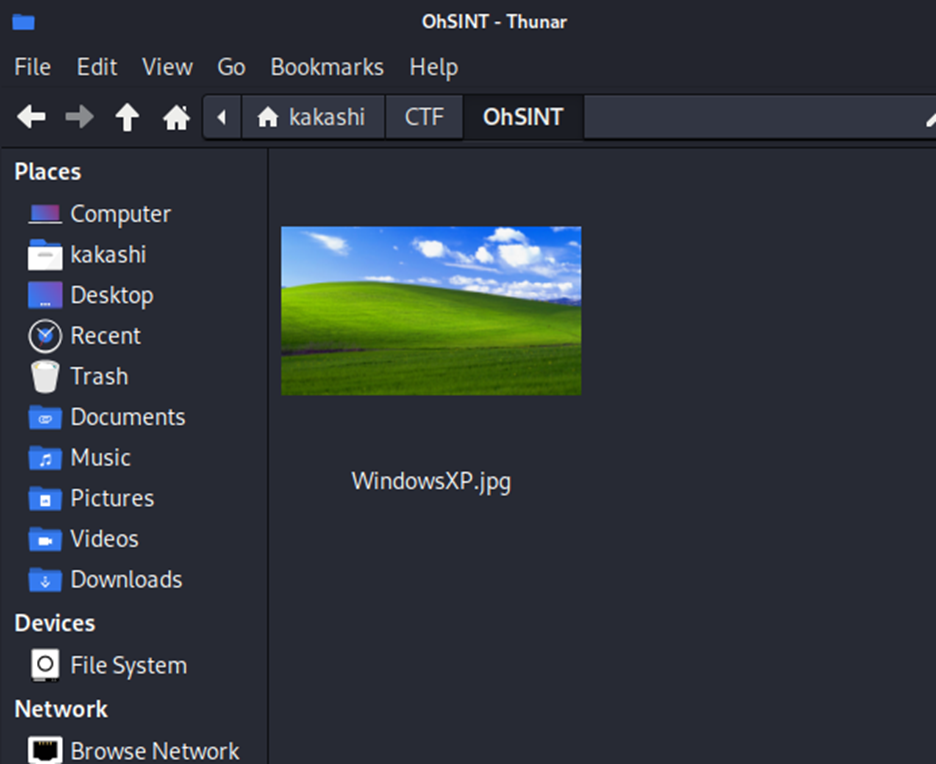 OhSINT - Thunar
File Edit View Go Bookmarks Help
kakashi CTF OhSINT
Places
Computer
kakashi
Desktop
Recent
Trash
Documents
Music
Pictures
Videos
Downloads
Devices
File System
Network
Browse Network
WindowsXP.jpg